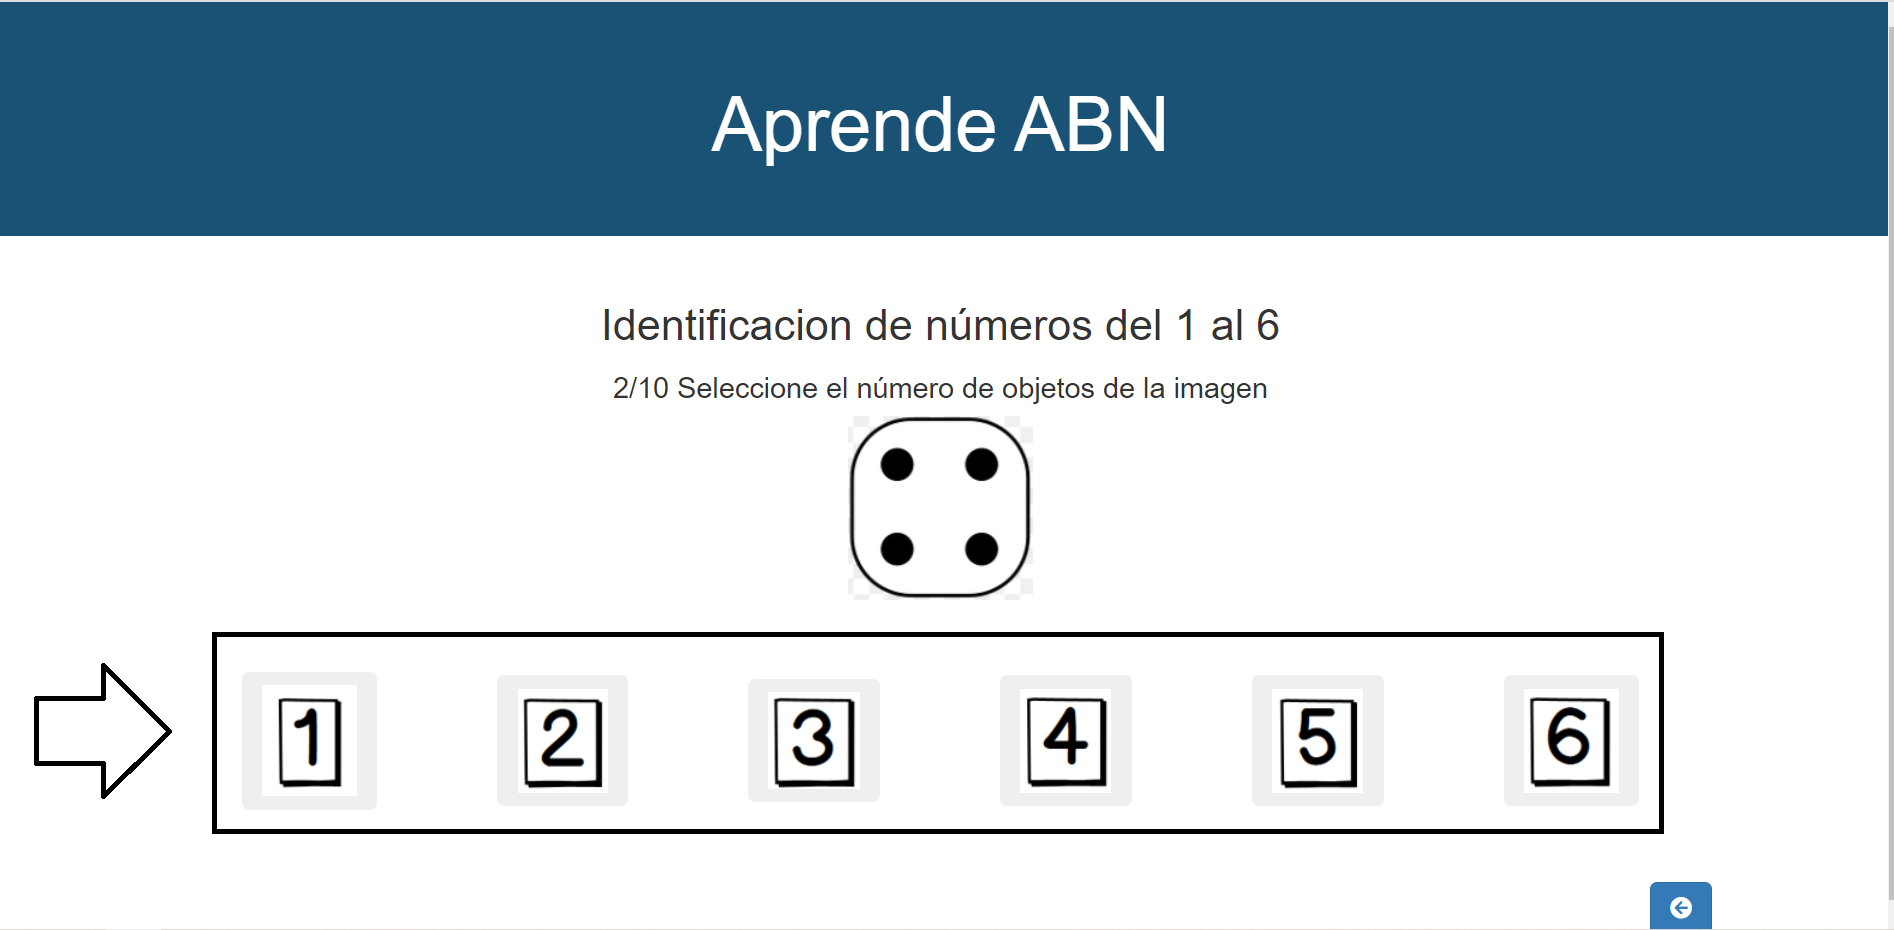 Aprende ABN
Identificacion de números del 1 al 6
2/10 Seleccione el número de objetos de la imagen
1 2 3 4 5 6